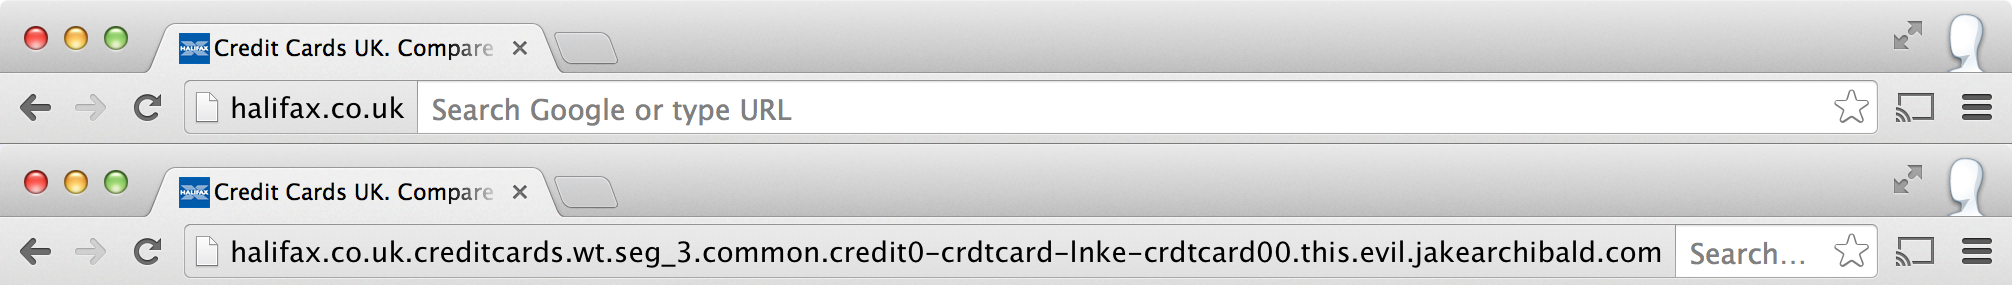 HALIFAX Credit Cards UK. Compare
halifax.co.uk Search Google or type URL
HALIFAX Credit Cards UK. Compare
halifax.co.uk.creditcards.wt.seg_3.common.credit0-crdtcard-lnke-crdtcard00.this.evil.jakearchibald.com Search...